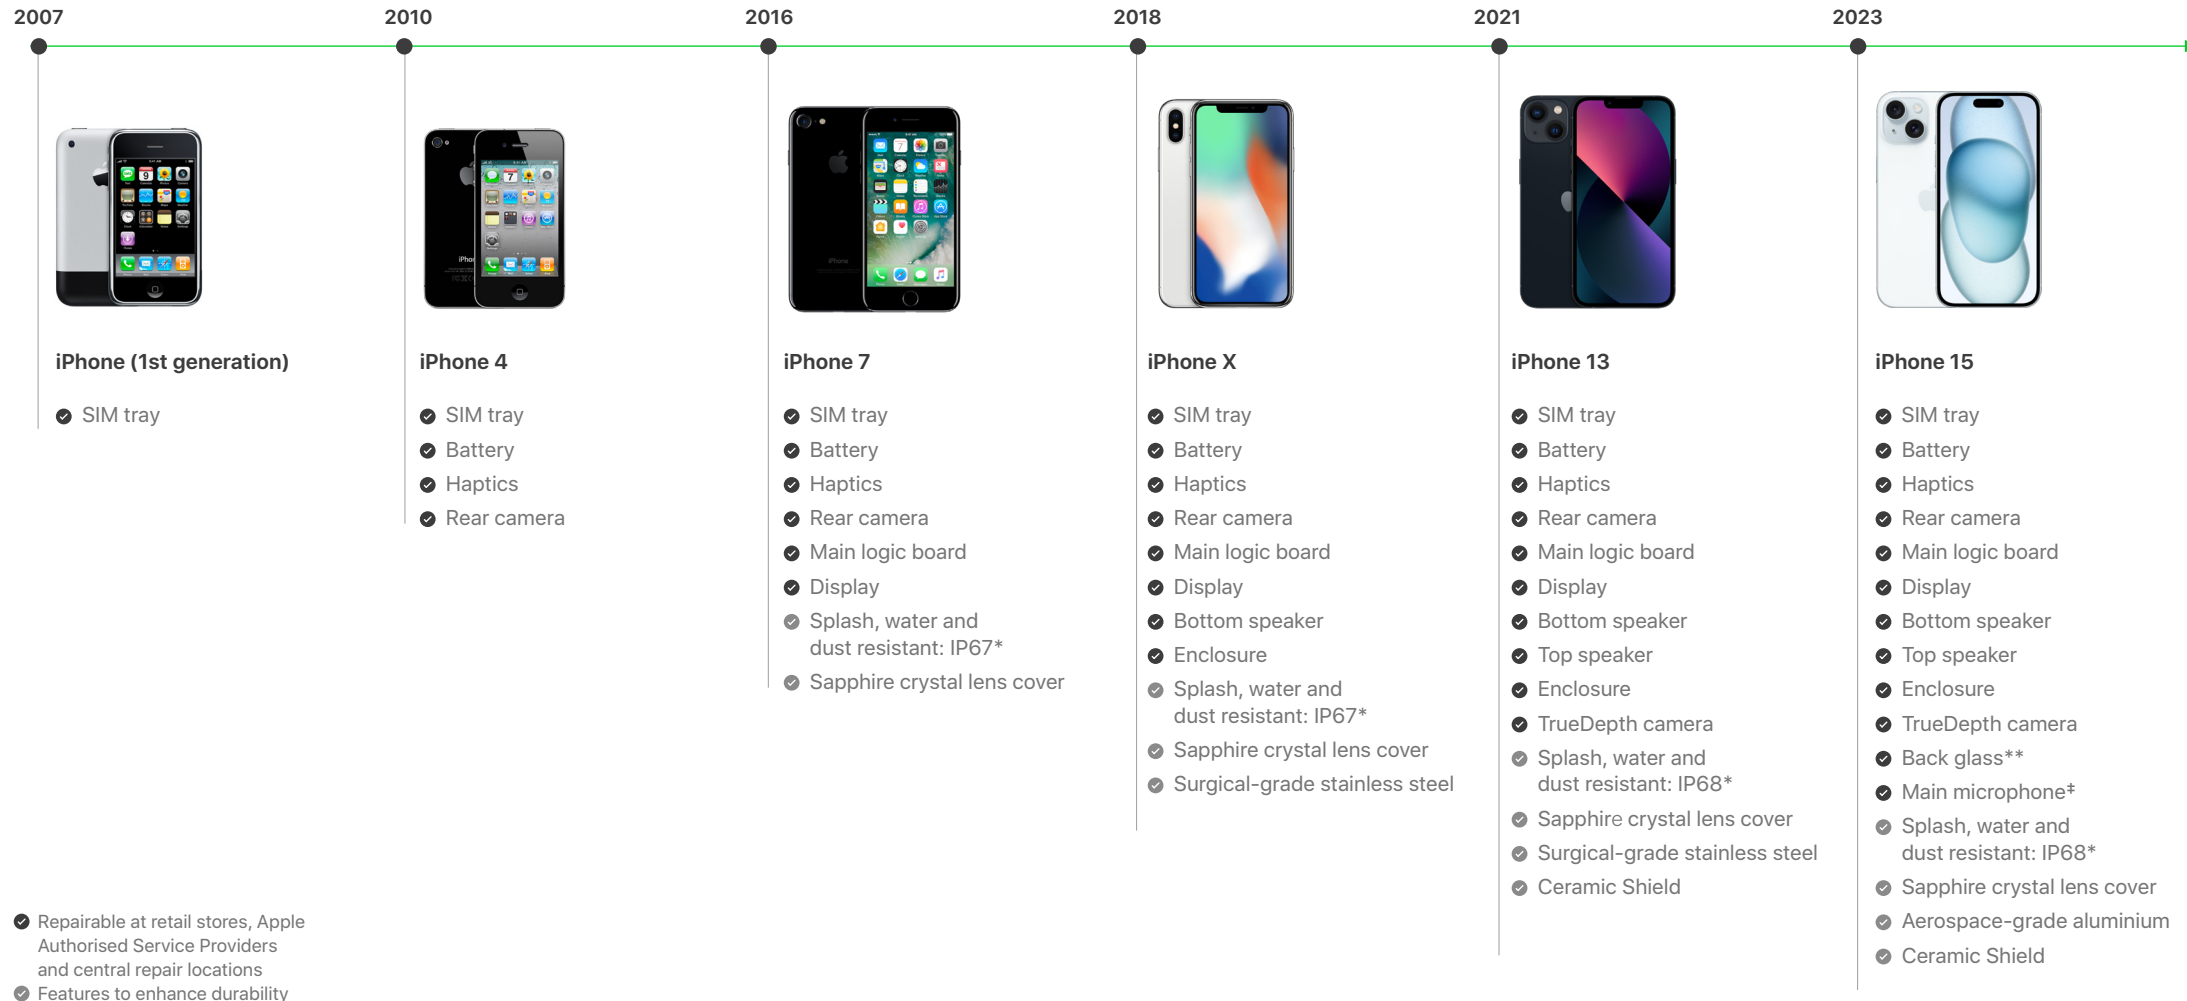 2007
2010
2016
2018
2021
2023
iPhone (1st generation)
SIM tray
iPhone 4
SIM tray
Battery
Haptics
Rear camera
iPhone 7
SIM tray
Battery
Haptics
Rear camera
Main logic board
Display
Splash, water and
dust resistant: IP67*
Sapphire crystal lens cover
iPhone X
SIM tray
Battery
Haptics
Rear camera
Main logic board
Display
Bottom speaker
Enclosure
Splash, water and
dust resistant: IP67*
Sapphire crystal lens cover
Surgical-grade stainless steel
iPhone 13
SIM tray
Battery
Haptics
Rear camera
Main logic board
Display
Bottom speaker
Top speaker
Enclosure
TrueDepth camera
Splash, water and
dust resistant: IP68*
Sapphire crystal lens cover
Surgical-grade stainless steel
Ceramic Shield
iPhone 15
SIM tray
Battery
Haptics
Rear camera
Main logic board
Display
Bottom speaker
Top speaker
Enclosure
TrueDepth camera
Back glass**
Main microphone‡
Splash, water and
dust resistant: IP68*
Sapphire crystal lens cover
Aerospace-grade aluminium
Ceramic Shield
Repairable at retail stores, Apple
Authorised Service Providers
and central repair locations
Features to enhance durability